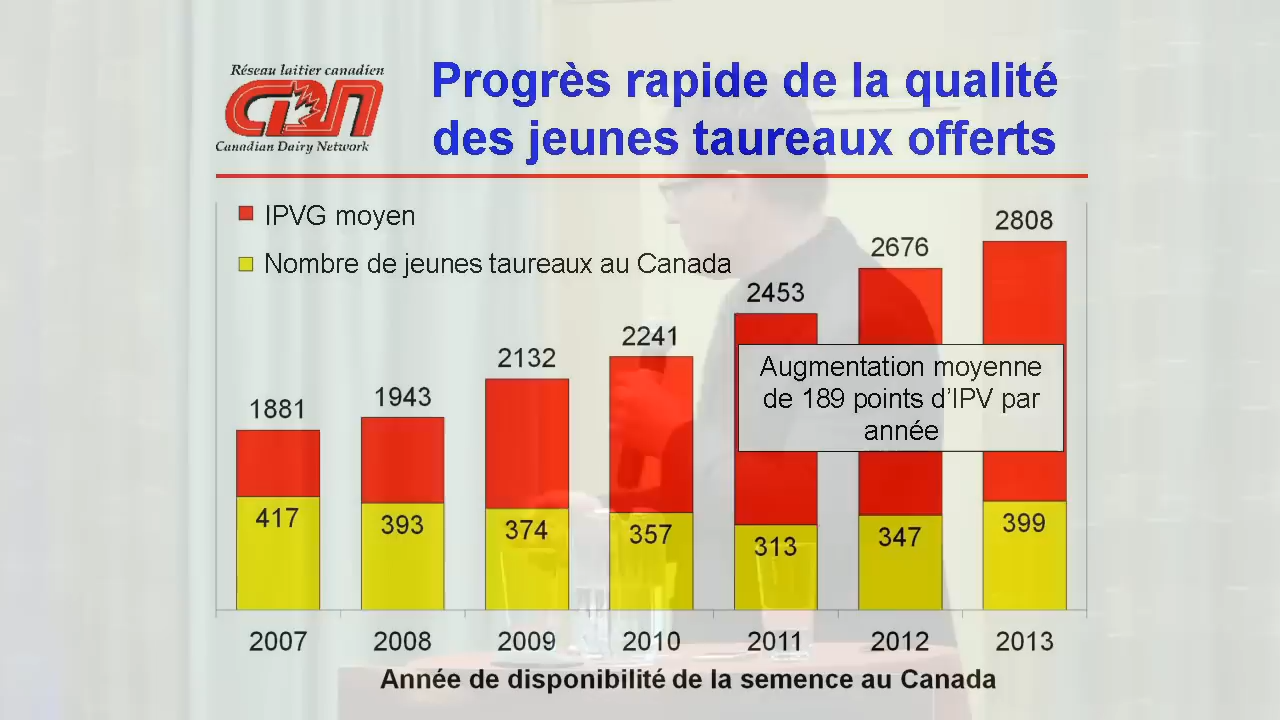 Réseau laitier canadien
CDN
Canadian Dairy Network
Progrès rapide de la qualité
des jeunes taureaux offerts
IPVG moyen
Nombre de jeunes taureaux au Canada
1881
1943
2132
2241
2453
2676
2808
Augmentation moyenne
de 189 points d'IPV par
année
417
393
374
357
313
347
399
2007
2008
2009
2010
2011
2012
2013
Année de disponibilité de la semence au Canada